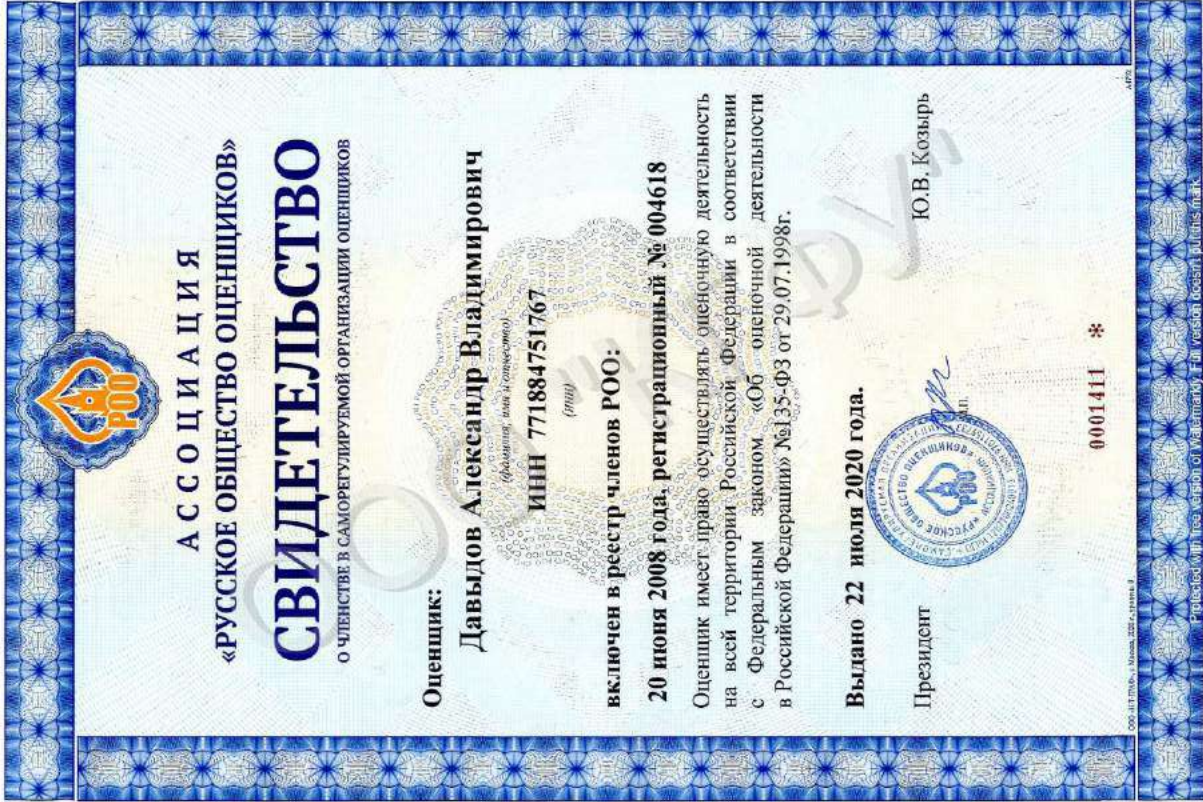 РОО
АССОЦИАЦИЯ
«РУССКОЕ ОБЩЕСТВО ОЦЕНЩИКОВ»
СВИДЕТЕЛЬСТВО
О ЧЛЕНСТВЕ В САМОРЕГУЛИРУЕМОЙ ОРГАНИЗАЦИИ ОЦЕНЩИКОВ
Оценщик:
Давыдов Александр Владимирович
(фамилия, имя и отчество)
ИНН 771884751767
(инн)
включен в реестр членов РОО:
20 июня 2008 года, регистрационный № 004618
Оценщик имеет право осуществлять оценочную деятельность
на всей территории Российской Федерации в соответствии
с Федеральным законом «Об оценочной деятельности
в Российской Федерации» №135-ФЗ от 29.07.1998г.
Выдано 22 июля 2020 года.
Президент
М.П.
Ю.В. Козырь
РОО
0001411 *
Protected with free version of Watermark. Full version doesn't put this mark.